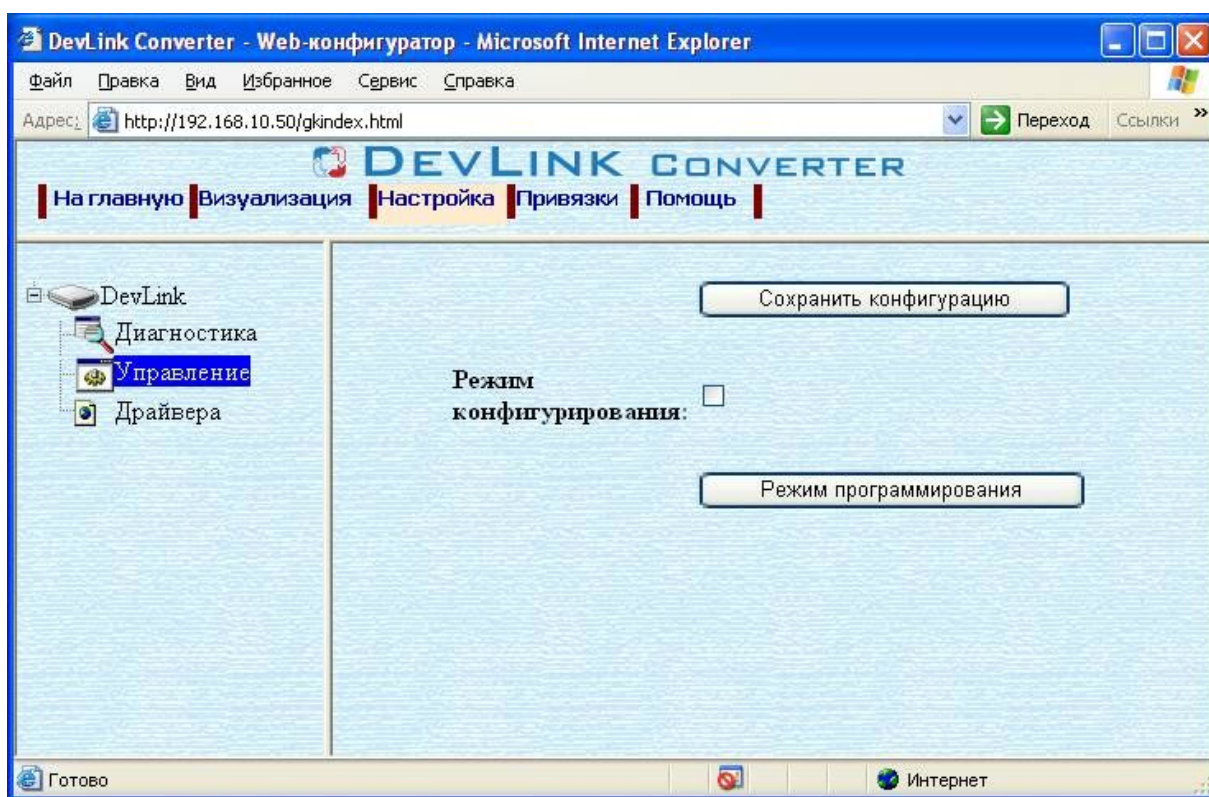 DevLink Converter - Web-конфигуратор - Microsoft Internet Explorer
Файл Правка Вид Избранное Сервис Справка
Адрес: http://192.168.10.50/gkindex.html Переход Ссылки »
DEVLINK CONVERTER
На главную Визуализация Настройка Привязки Помощь
DevLink
Диагностика
Управление
Драйвера
Сохранить конфигурацию
Режим
конфигурирования:
Режим программирования
Готово Интернет